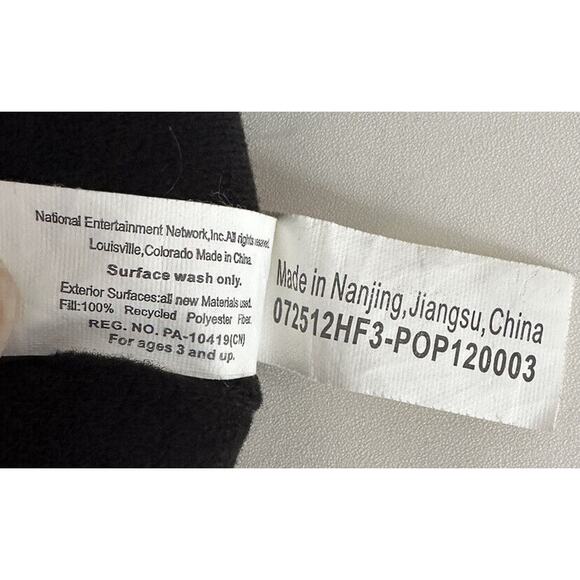 National Entertainment Network,Inc.All rights reserved.
Louisville,Colorado Made in China.
Surface wash only.
Exterior Surfaces:all new Materials used.
Fill:100% Recycled Polyester Fiber.
REG. NO. PA-10419(CN)
For ages 3 and up.
Made in Nanjing,Jiangsu,China
072512HF3-POP120003